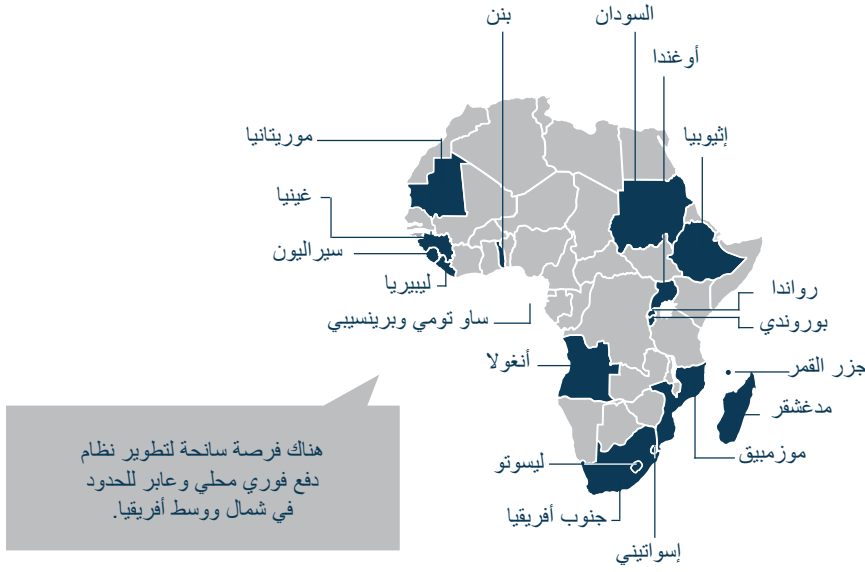 بنن
السودان
أوغندا
إثيوبيا
موريتانيا
غينيا
سيراليون
ليبيريا
رواندا
ساو تومي وبرينسيبي
بوروندي
أنغولا
جزر القمر
مدغشقر
موزمبيق
ليسوتو
جنوب أفريقيا
إسواتيني
هناك فرصة سانحة لتطوير نظام
دفع فوري محلي وعابر للحدود
في شمال ووسط أفريقيا.